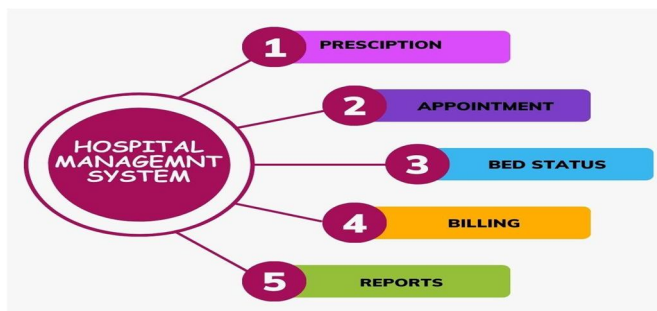 HOSPITAL
MANAGEMNT
SYSTEM
1 PRESCIPTION
2 APPOINTMENT
3 BED STATUS
4 BILLING
5 REPORTS